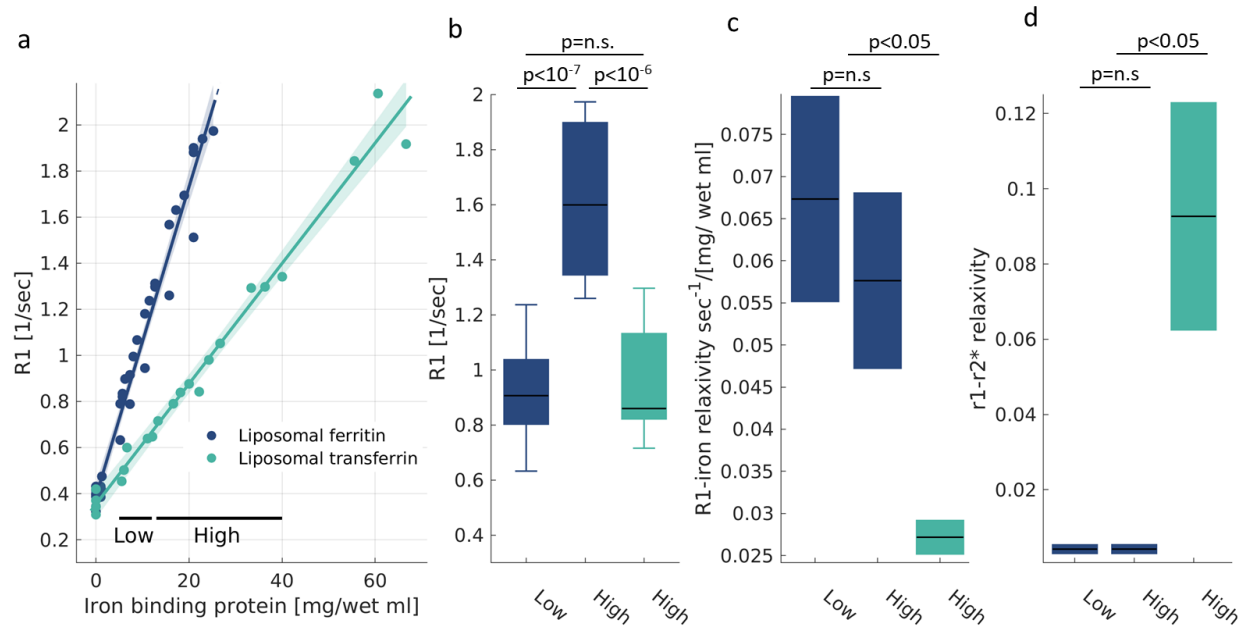 a
R1 [1/sec]
2
1.8
1.6
1.4
1.2
1
0.8
0.6
0.4
0.2
Liposomal ferritin
Liposomal transferrin
Low
High
0
20
40
60
Iron binding protein [mg/wet ml]
b
p=n.s.
p<10⁻⁷
p<10⁻⁶
R1 [1/sec]
2
1.8
1.6
1.4
1.2
1
0.8
0.6
0.4
Low
High
High
c
p<0.05
p=n.s
R1-iron relaxivity sec⁻¹/[mg/ wet ml]
0.075
0.07
0.065
0.06
0.055
0.05
0.045
0.04
0.035
0.03
0.025
Low
High
High
d
p<0.05
p=n.s
r1-r2* relaxivity
0.12
0.1
0.08
0.06
0.04
0.02
Low
High
High